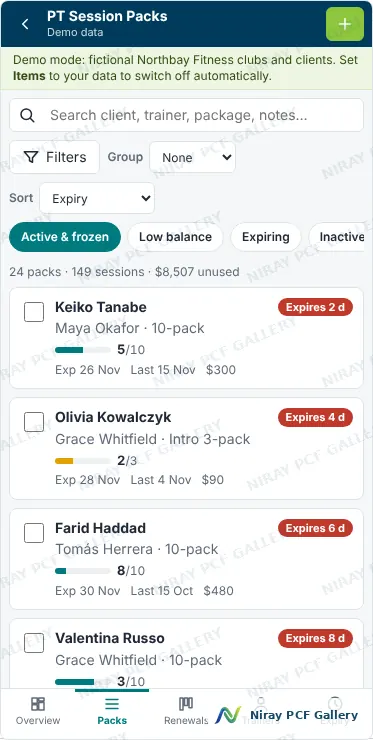 PT Session Packs
Demo data
Demo mode: fictional Northbay Fitness clubs and clients. Set
Items to your data to switch off automatically.
Search client, trainer, package, notes...
Filters
Group
None
Sort
Expiry
Active & frozen
Low balance
Expiring
Inactive
24 packs · 149 sessions · $8,507 unused
Keiko Tanabe
Expires 2 d
Maya Okafor · 10-pack
5/10
Exp 26 Nov Last 15 Nov $300
Olivia Kowalczyk
Expires 4 d
Grace Whitfield · Intro 3-pack
2/3
Exp 28 Nov Last 4 Nov $90
Farid Haddad
Expires 6 d
Tomás Herrera · 10-pack
8/10
Exp 30 Nov Last 15 Oct $480
Valentina Russo
Expires 8 d
Grace Whitfield · 10-pack
3/10
Overview
Packs
Renewals
Niray PCF Gallery
NIRAY PCF GALLERY